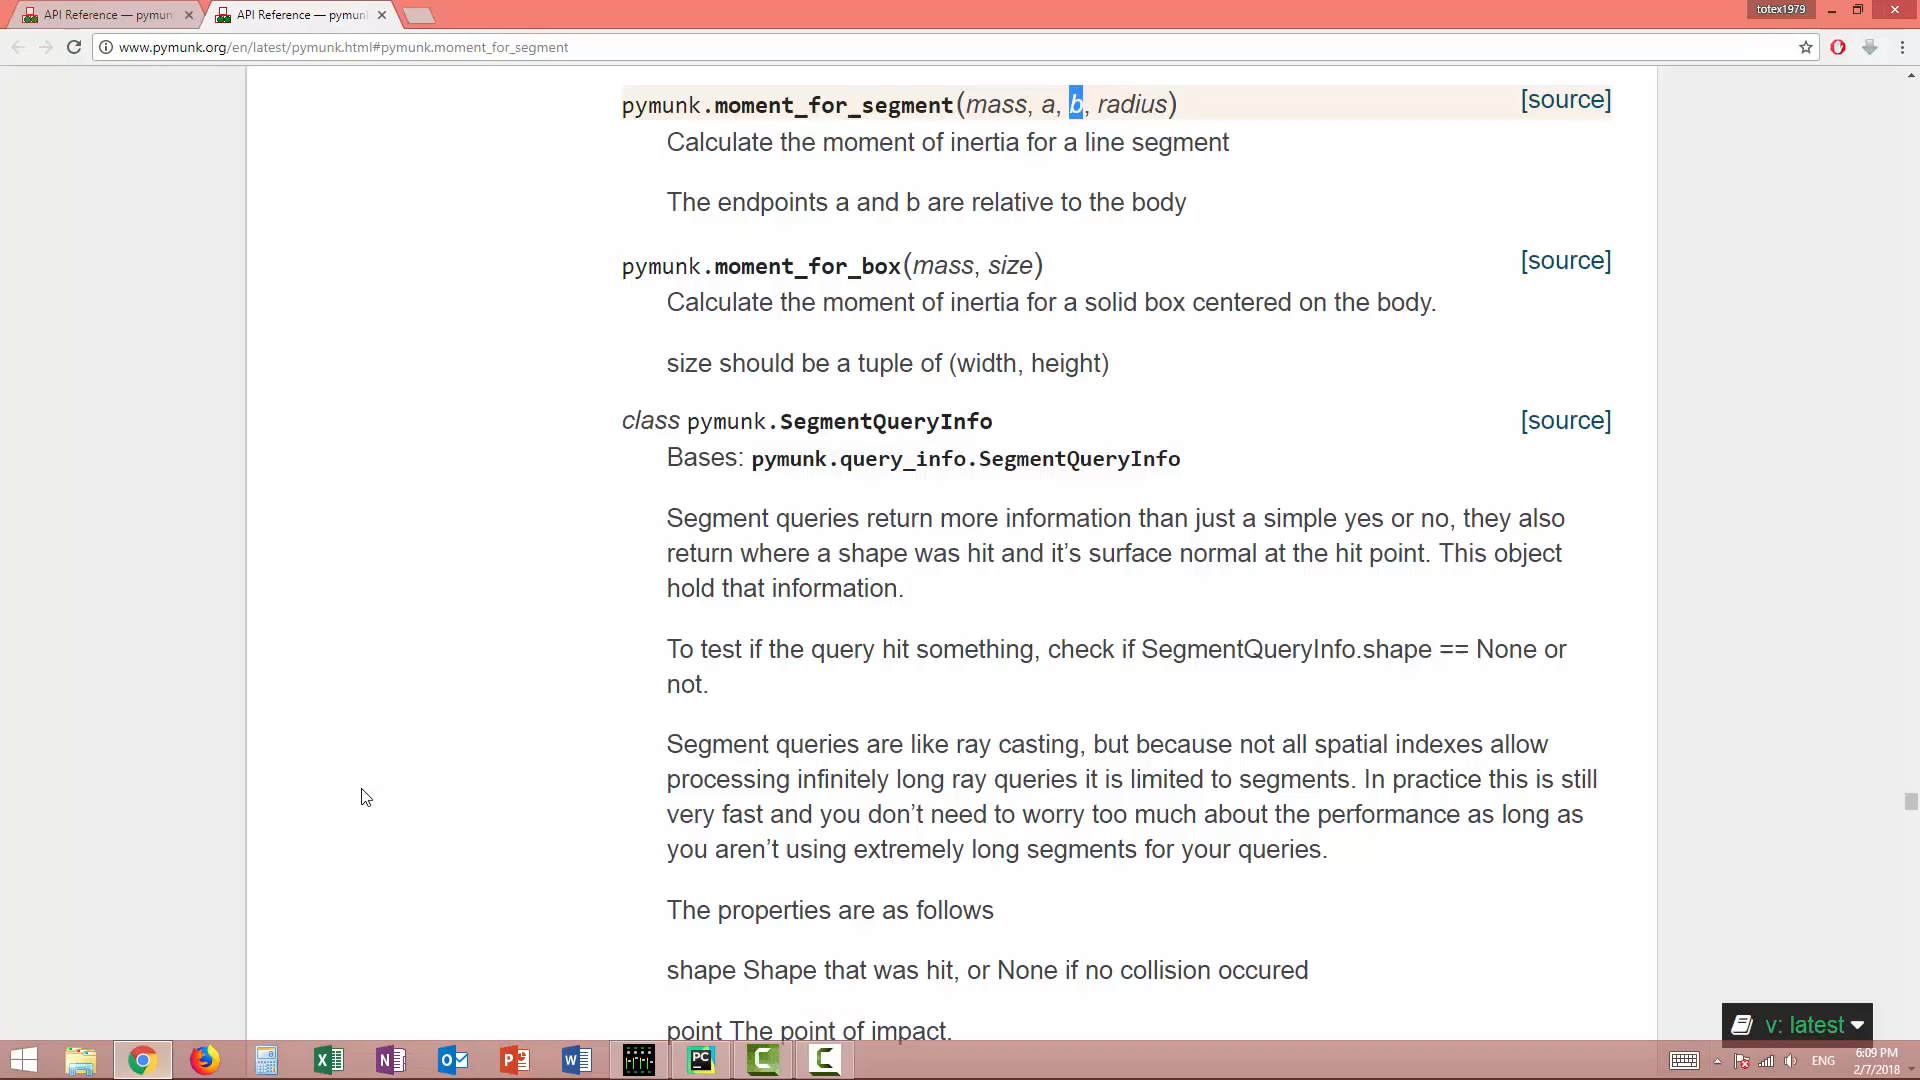 API Reference — pymun
API Reference — pymun
totex1979
www.pymunk.org/en/latest/pymunk.html#pymunk.moment_for_segment
pymunk.moment_for_segment(mass, a, b, radius) [source]
Calculate the moment of inertia for a line segment
The endpoints a and b are relative to the body
pymunk.moment_for_box(mass, size) [source]
Calculate the moment of inertia for a solid box centered on the body.
size should be a tuple of (width, height)
class pymunk.SegmentQueryInfo [source]
Bases: pymunk.query_info.SegmentQueryInfo
Segment queries return more information than just a simple yes or no, they also
return where a shape was hit and it’s surface normal at the hit point. This object
hold that information.
To test if the query hit something, check if SegmentQueryInfo.shape == None or
not.
Segment queries are like ray casting, but because not all spatial indexes allow
processing infinitely long ray queries it is limited to segments. In practice this is still
very fast and you don’t need to worry too much about the performance as long as
you aren’t using extremely long segments for your queries.
The properties are as follows
shape Shape that was hit, or None if no collision occured
point The point of impact.
v: latest
ENG
6:09 PM
2/7/2018